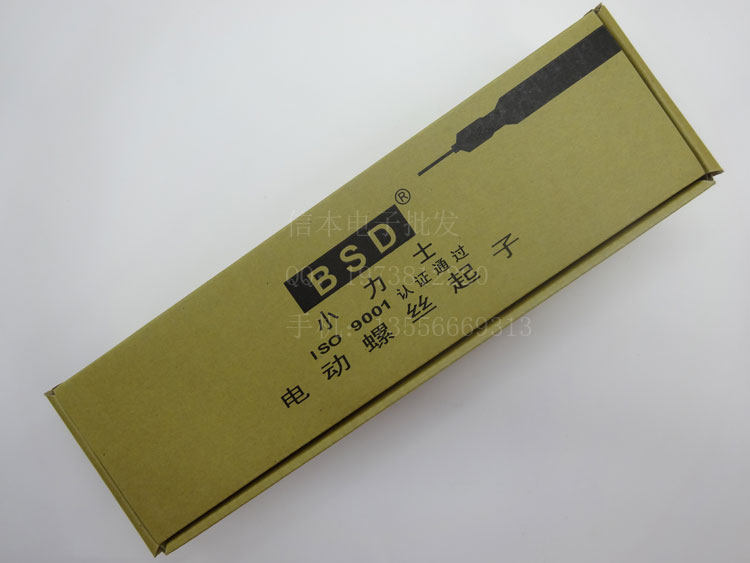 BSD®
小力士
ISO 9001 认证通过
电动螺丝起子
信本电子批发